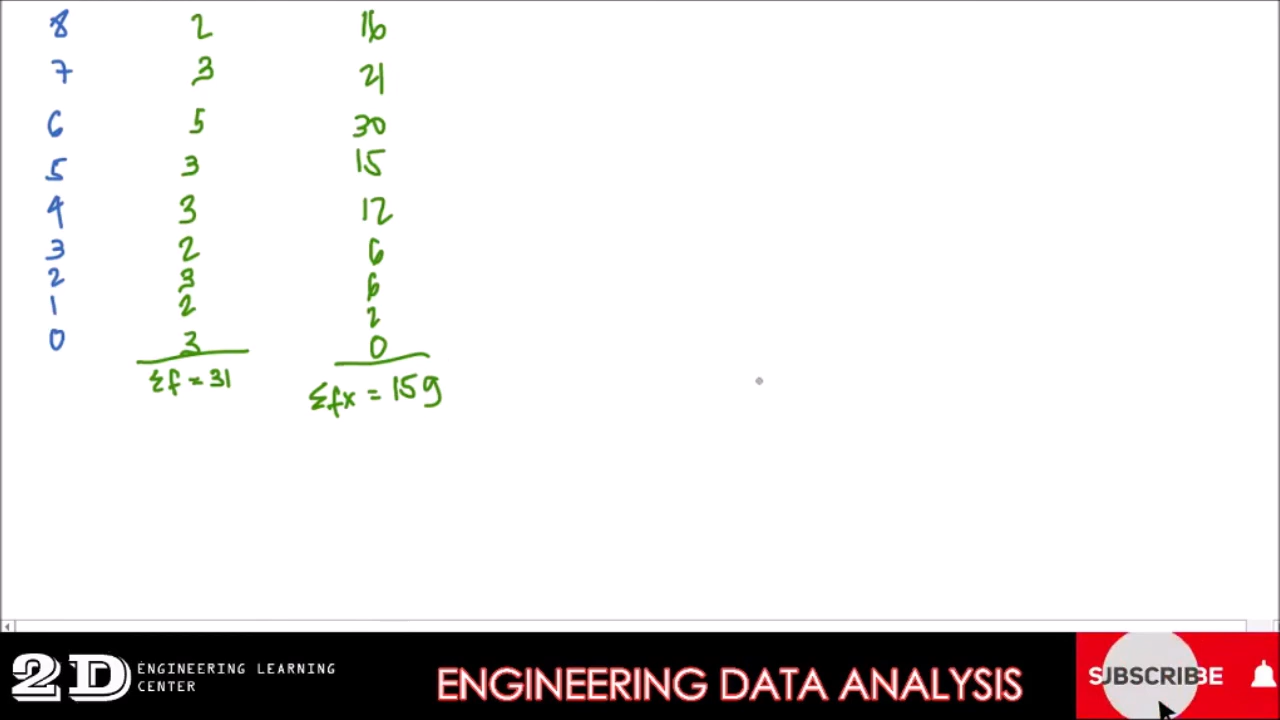 8 2 16
7 3 21
6 5 30
5 3 15
4 3 12
3 2 6
2 3 6
1 2 2
0 3 0
Σf = 31 Σfx = 159
2D ENGINEERING LEARNING
CENTER
ENGINEERING DATA ANALYSIS
SUBSCRIBE